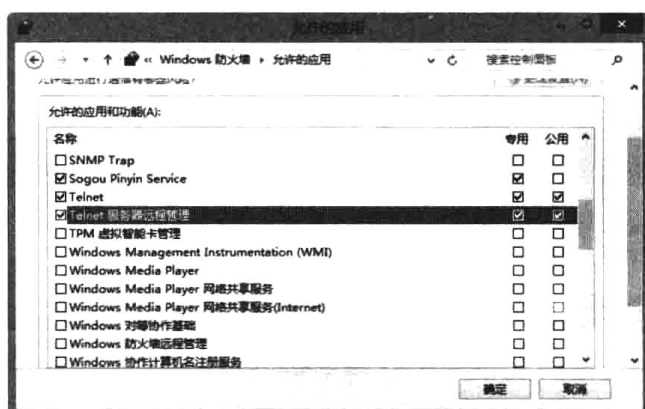 允许的应用
« Windows 防火墙 › 允许的应用
搜索控制面板
允许的应用和功能(A):
名称 专用 公用
SNMP Trap
Sogou Pinyin Service
Telnet
Telnet 服务器远程管理
TPM 虚拟智能卡管理
Windows Management Instrumentation (WMI)
Windows Media Player
Windows Media Player 网络共享服务
Windows Media Player 网络共享服务(Internet)
Windows 对等协作基础
Windows 防火墙远程管理
Windows 协作计算机名注册服务
确定 取消